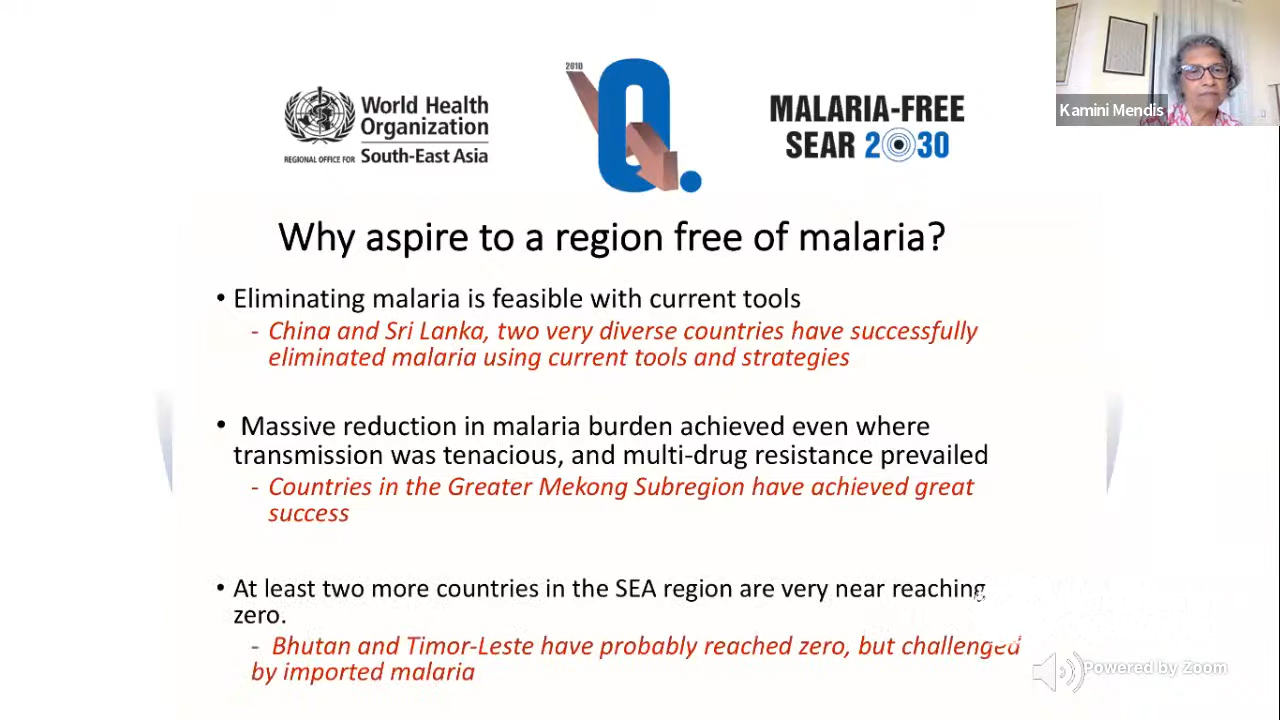 World Health
Organization
REGIONAL OFFICE FOR South-East Asia
2010
0.
MALARIA-FREE
SEAR 2030
Kamini Mendis
Why aspire to a region free of malaria?
• Eliminating malaria is feasible with current tools
- China and Sri Lanka, two very diverse countries have successfully
eliminated malaria using current tools and strategies
• Massive reduction in malaria burden achieved even where
transmission was tenacious, and multi-drug resistance prevailed
- Countries in the Greater Mekong Subregion have achieved great
success
• At least two more countries in the SEA region are very near reaching
zero.
- Bhutan and Timor-Leste have probably reached zero, but challenged
by imported malaria
Powered by Zoom